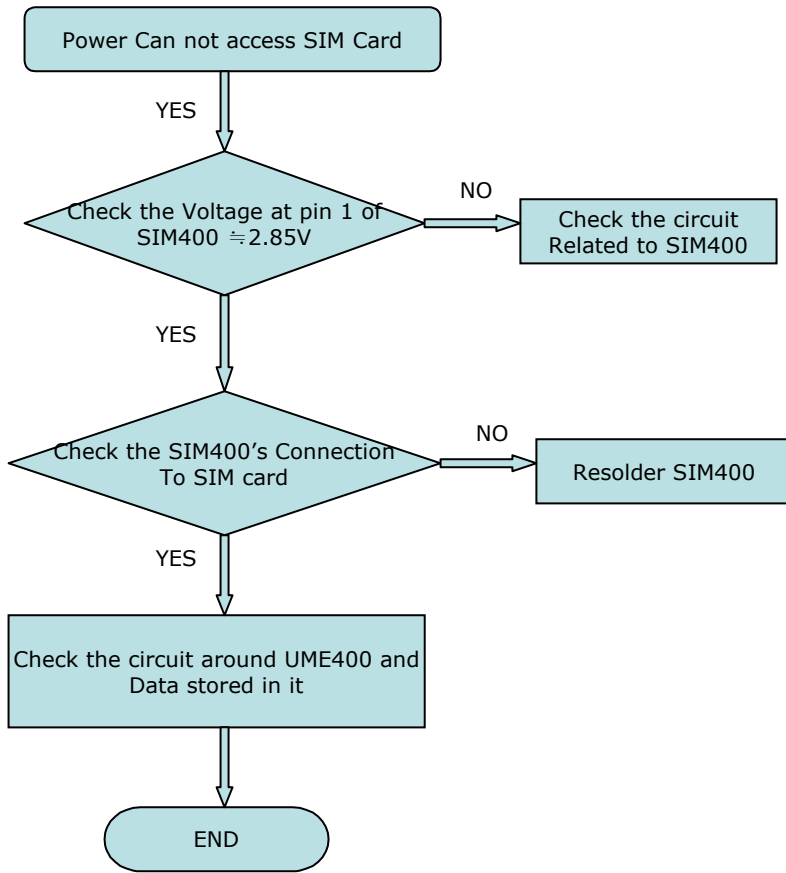 Power Can not access SIM Card
YES
Check the Voltage at pin 1 of
SIM400 ≒2.85V
NO
Check the circuit
Related to SIM400
YES
Check the SIM400’s Connection
To SIM card
NO
Resolder SIM400
YES
Check the circuit around UME400 and
Data stored in it
END